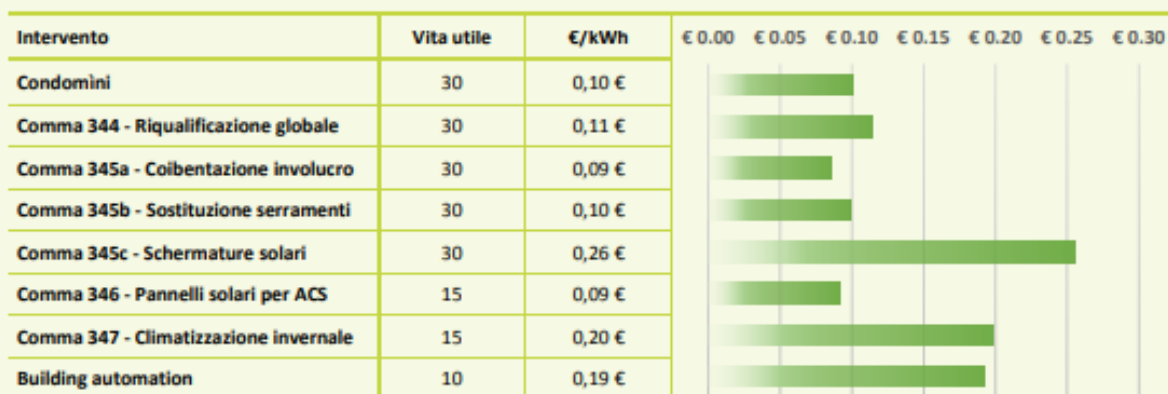 Intervento Vita utile €/kWh € 0.00 € 0.05 € 0.10 € 0.15 € 0.20 € 0.25 € 0.30
Condomìni 30 0,10 €
Comma 344 - Riqualificazione globale 30 0,11 €
Comma 345a - Coibentazione involucro 30 0,09 €
Comma 345b - Sostituzione serramenti 30 0,10 €
Comma 345c - Schermature solari 30 0,26 €
Comma 346 - Pannelli solari per ACS 15 0,09 €
Comma 347 - Climatizzazione invernale 15 0,20 €
Building automation 10 0,19 €